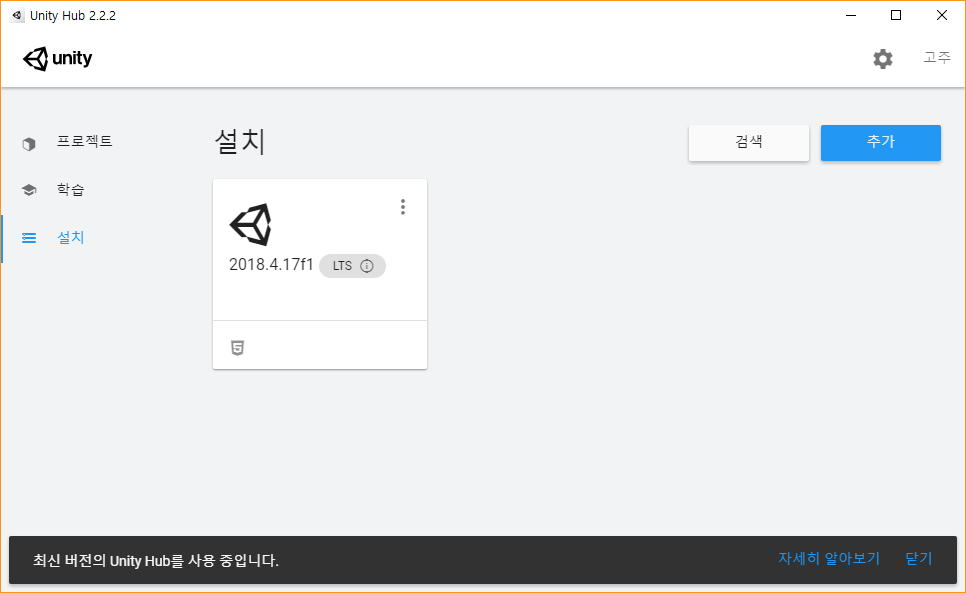 Unity Hub 2.2.2
unity
고주
프로젝트
학습
설치
설치
검색
추가
2018.4.17f1 LTS
최신 버전의 Unity Hub를 사용 중입니다.
자세히 알아보기 닫기